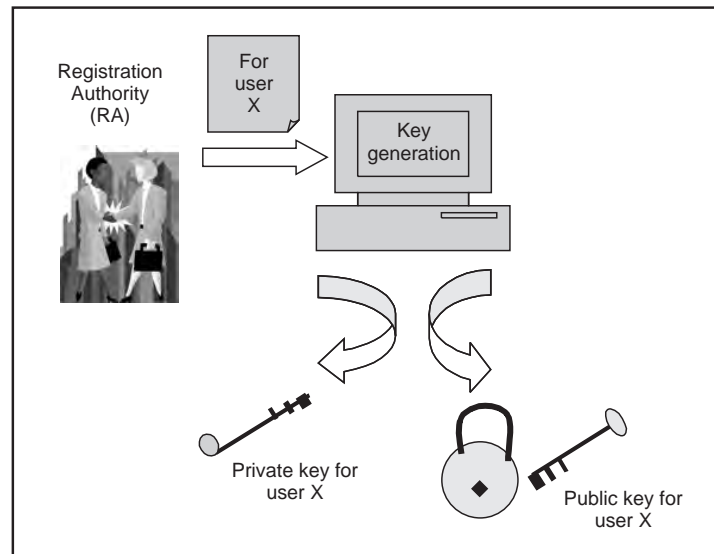 Registration
Authority
(RA)
For
user
X
Key
generation
Private key for
user X
Public key for
user X